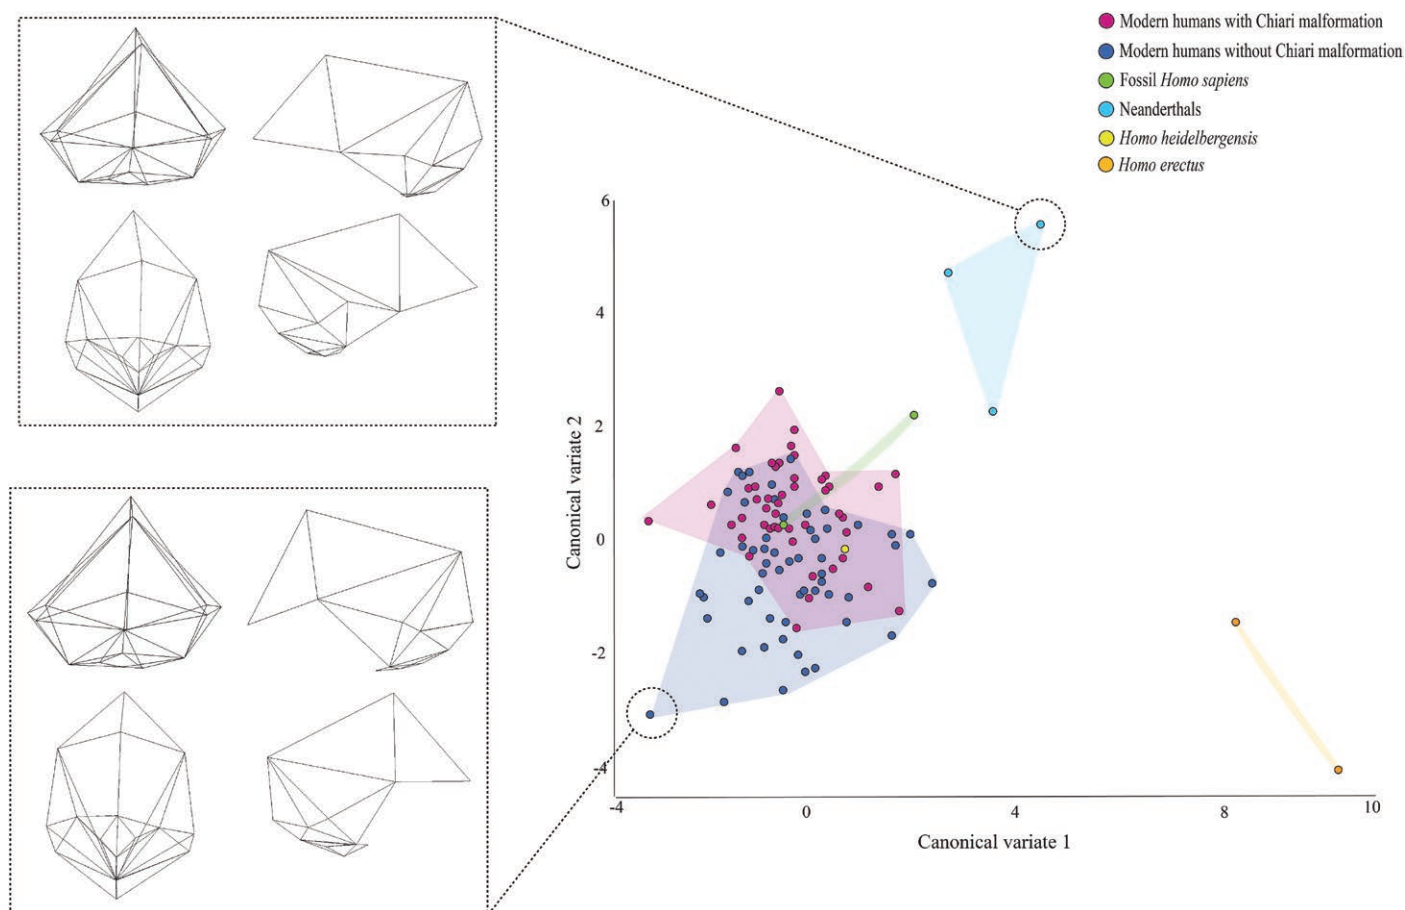 Modern humans with Chiari malformation
Modern humans without Chiari malformation
Fossil Homo sapiens
Neanderthals
Homo heidelbergensis
Homo erectus
6
4
2
0
-2
-4
Canonical variate 2
-4
0
4
8
10
Canonical variate 1